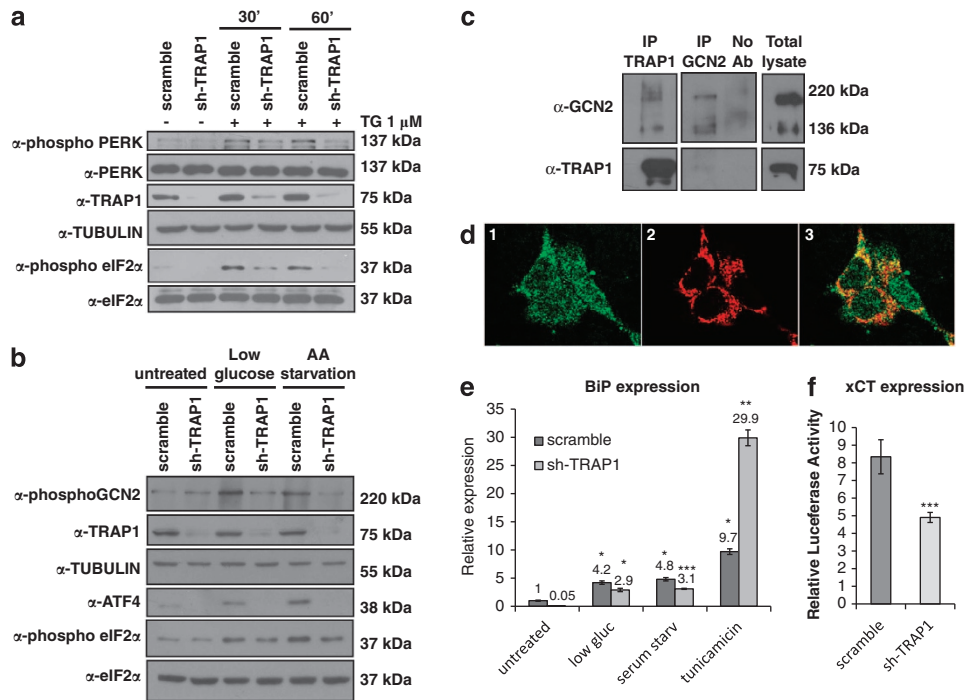 a
30'
60'
scramble
sh-TRAP1
scramble
sh-TRAP1
scramble
sh-TRAP1
- - + + + + TG 1 μM
α-phospho PERK 137 kDa
α-PERK 137 kDa
α-TRAP1 75 kDa
α-TUBULIN 55 kDa
α-phospho eIF2α 37 kDa
α-eIF2α 37 kDa
b
untreated
Low glucose
AA starvation
scramble
sh-TRAP1
scramble
sh-TRAP1
scramble
sh-TRAP1
α-phosphoGCN2 220 kDa
α-TRAP1 75 kDa
α-TUBULIN 55 kDa
α-ATF4 38 kDa
α-phospho eIF2α 37 kDa
α-eIF2α 37 kDa
c
IP TRAP1
IP GCN2
No Ab
Total lysate
α-GCN2
220 kDa
136 kDa
α-TRAP1 75 kDa
d
1
2
3
e
BiP expression
Relative expression
35
30
25
20
15
10
5
0
scramble
sh-TRAP1
1
0.05
*
4.2
*
2.9
*
4.8
***
3.1
*
9.7
**
29.9
untreated
low gluc
serum starv
tunicamicin
f
xCT expression
Relative Luceferase Activity
10
9
8
7
6
5
4
3
2
1
0
***
scramble
sh-TRAP1